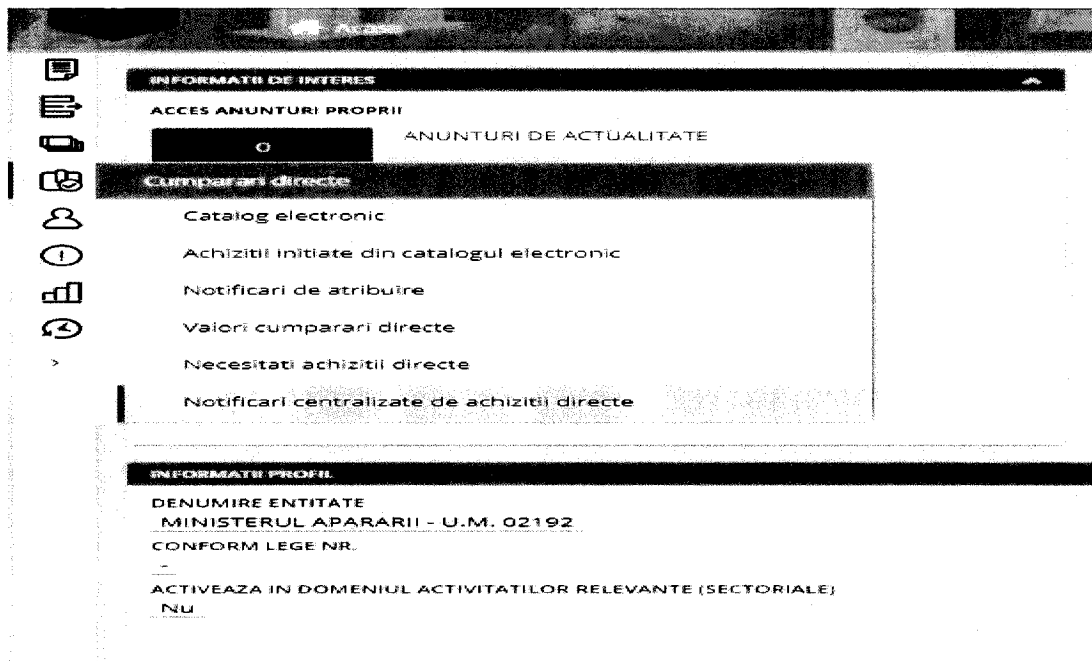 Acasa
INFORMATII DE INTERES
ACCES ANUNTURI PROPRII
0
ANUNTURI DE ACTUALITATE
Cumparari directe
Catalog electronic
Achizitii initiate din catalogul electronic
Notificari de atribuire
Valori cumparari directe
Necesitati achizitii directe
Notificari centralizate de achizitii directe
INFORMATII PROFIL
DENUMIRE ENTITATE
MINISTERUL APARARII - U.M. 02192
CONFORM LEGE NR.
-
ACTIVEAZA IN DOMENIUL ACTIVITATILOR RELEVANTE (SECTORIALE)
Nu